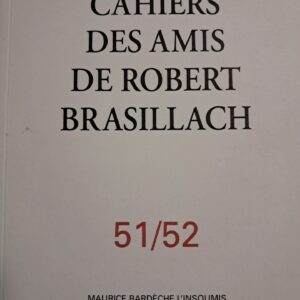 CAHIERS
DES AMIS
DE ROBERT
BRASILLACH
51/52
MAURICE BARDÈCHE L'INSOUMIS